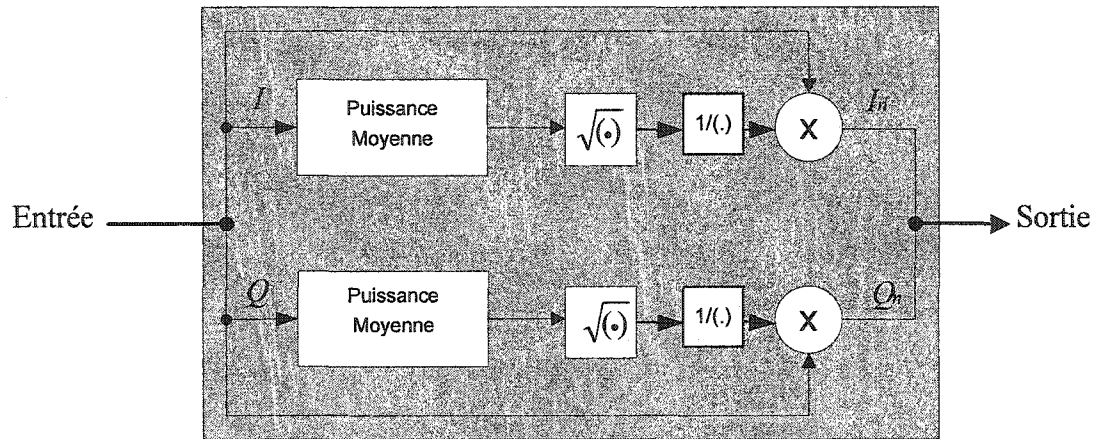 I
Puissance
Moyenne
√(•)
1/(.)
X
Iₙ
Entrée
Sortie
Q
Puissance
Moyenne
√(•)
1/(.)
X
Qₙ